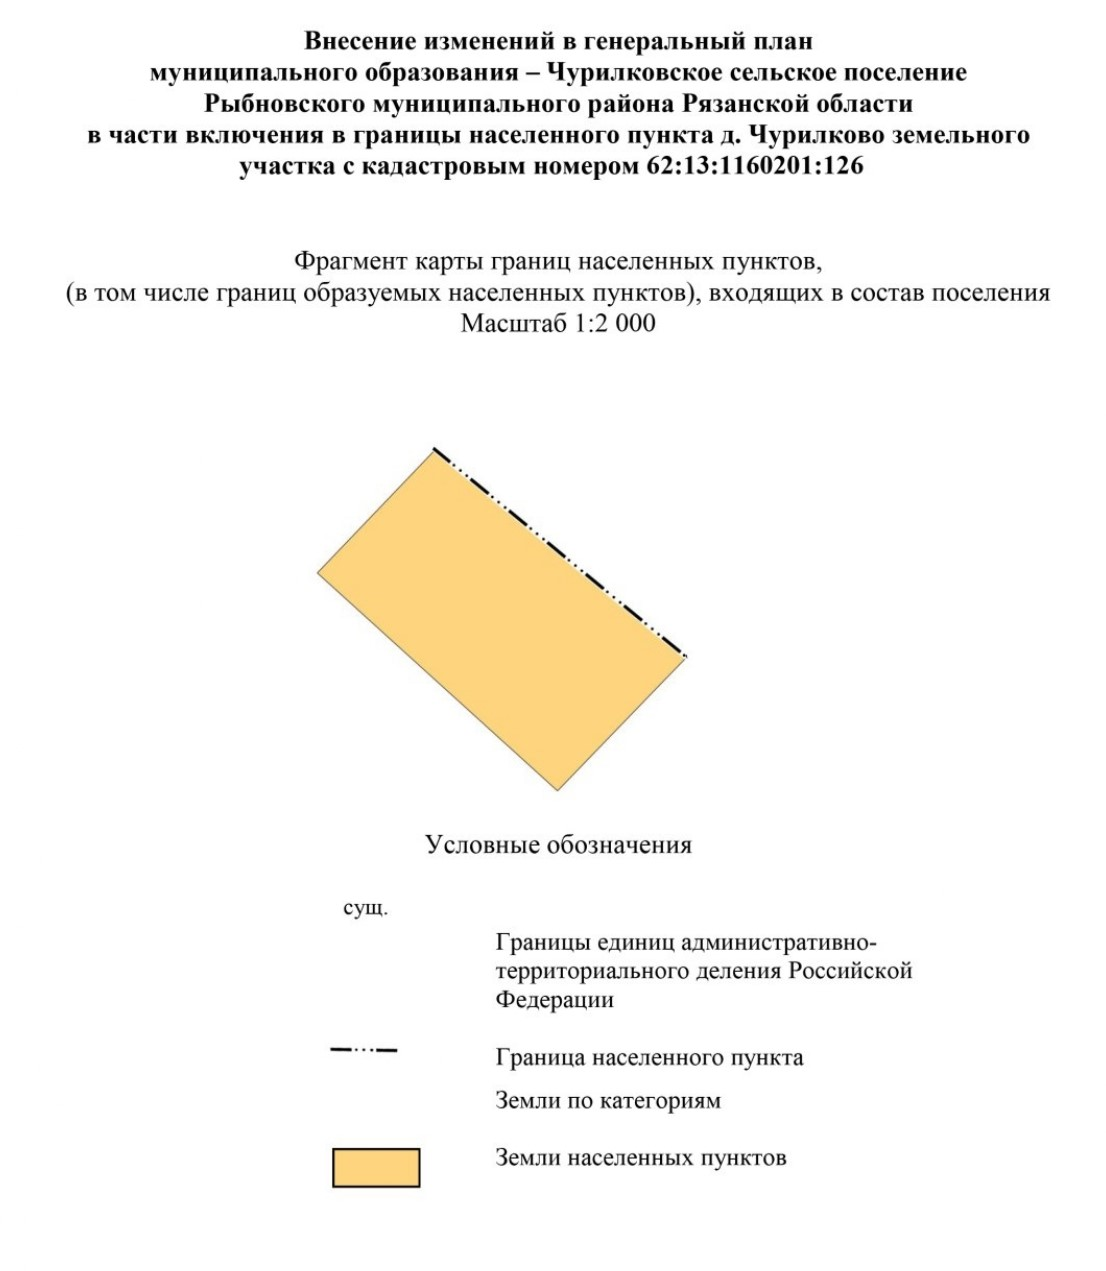 Внесение изменений в генеральный план
муниципального образования – Чурилковское сельское поселение
Рыбновского муниципального района Рязанской области
в части включения в границы населенного пункта д. Чурилково земельного
участка с кадастровым номером 62:13:1160201:126
Фрагмент карты границ населенных пунктов,
(в том числе границ образуемых населенных пунктов), входящих в состав поселения
Масштаб 1:2 000
Условные обозначения
сущ.
Границы единиц административно-
территориального деления Российской
Федерации
Граница населенного пункта
Земли по категориям
Земли населенных пунктов